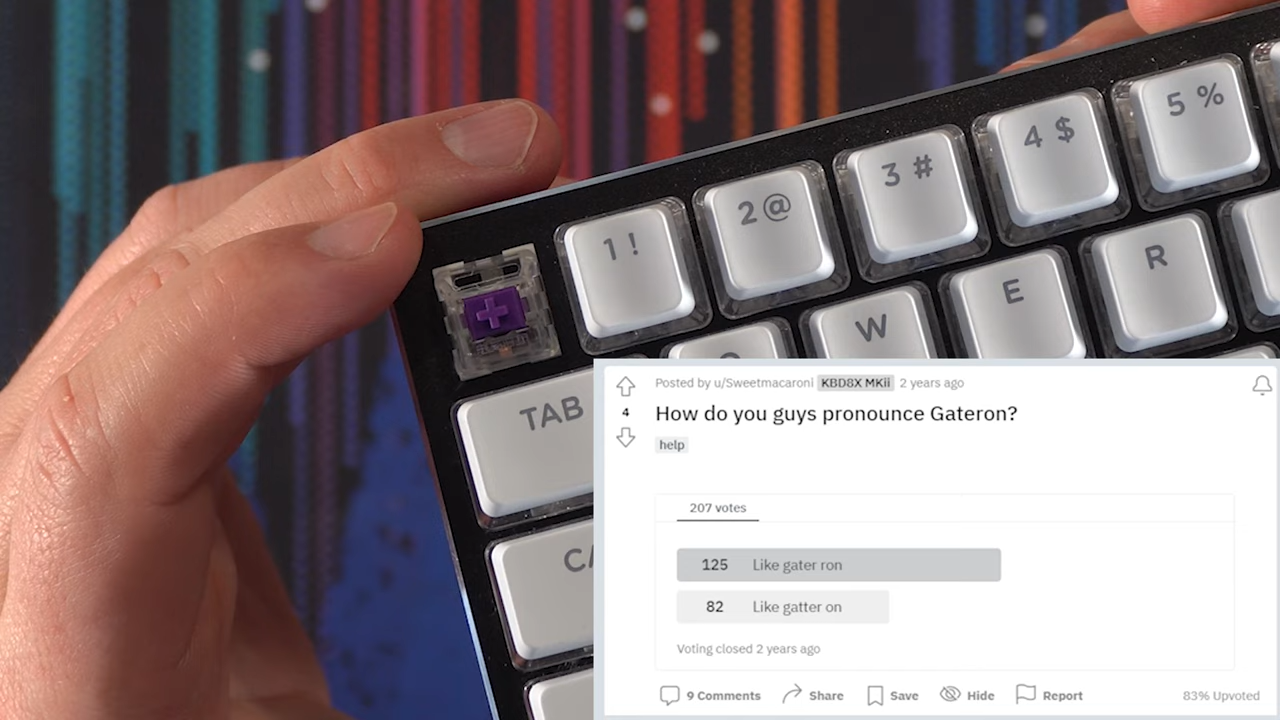 1 !
2 @
3 #
4 $
5 %
W
E
R
TAB
Posted by u/Sweetmacaroni KBD8X MKii 2 years ago
4
How do you guys pronounce Gateron?
help
207 votes
125 Like gater ron
82 Like gatter on
Voting closed 2 years ago
9 Comments Share Save Hide Report 83% Upvoted